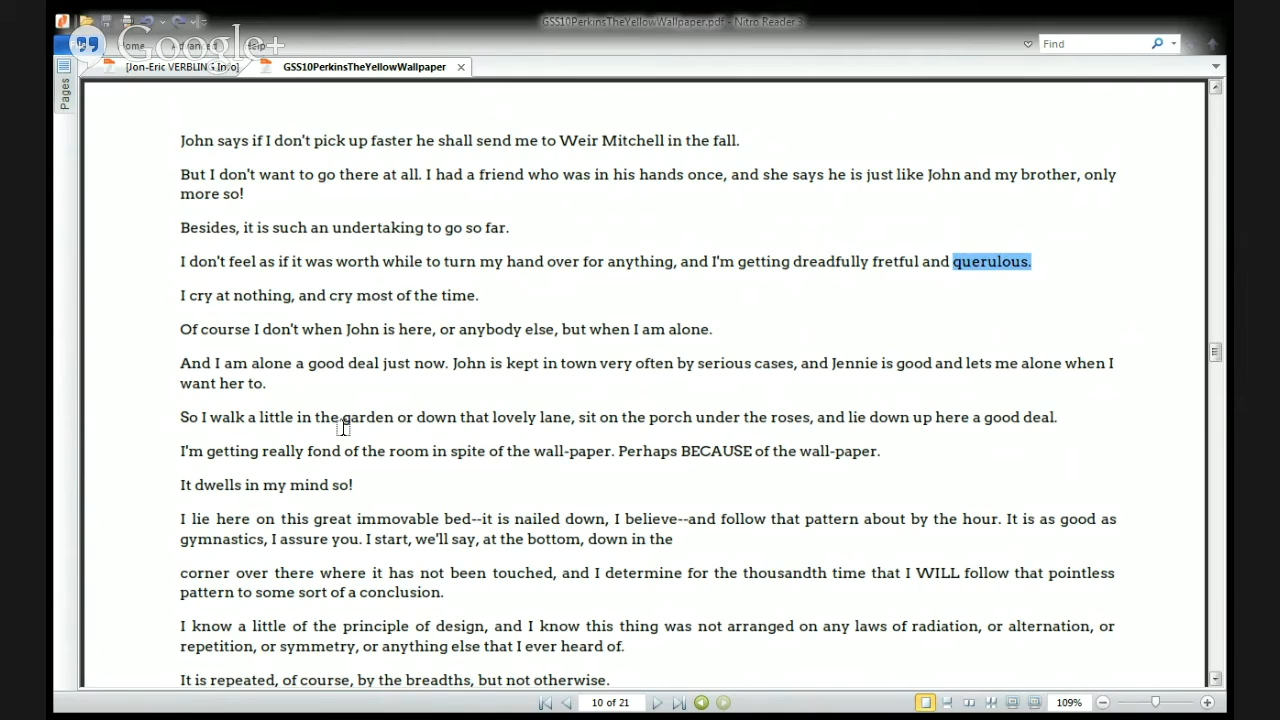 GSS10PerkinsTheYellowWallpaper.pdf - Nitro Reader 3
Google+
Home Advanced Help
Find
[Jon-Eric VERBLING Info] GSS10PerkinsTheYellowWallpaper
Pages
John says if I don't pick up faster he shall send me to Weir Mitchell in the fall.
But I don't want to go there at all. I had a friend who was in his hands once, and she says he is just like John and my brother, only
more so!
Besides, it is such an undertaking to go so far.
I don't feel as if it was worth while to turn my hand over for anything, and I'm getting dreadfully fretful and querulous.
I cry at nothing, and cry most of the time.
Of course I don't when John is here, or anybody else, but when I am alone.
And I am alone a good deal just now. John is kept in town very often by serious cases, and Jennie is good and lets me alone when I
want her to.
So I walk a little in the garden or down that lovely lane, sit on the porch under the roses, and lie down up here a good deal.
I'm getting really fond of the room in spite of the wall-paper. Perhaps BECAUSE of the wall-paper.
It dwells in my mind so!
I lie here on this great immovable bed--it is nailed down, I believe--and follow that pattern about by the hour. It is as good as
gymnastics, I assure you. I start, we'll say, at the bottom, down in the
corner over there where it has not been touched, and I determine for the thousandth time that I WILL follow that pointless
pattern to some sort of a conclusion.
I know a little of the principle of design, and I know this thing was not arranged on any laws of radiation, or alternation, or
repetition, or symmetry, or anything else that I ever heard of.
It is repeated, of course, by the breadths, but not otherwise.
10 of 21
109%